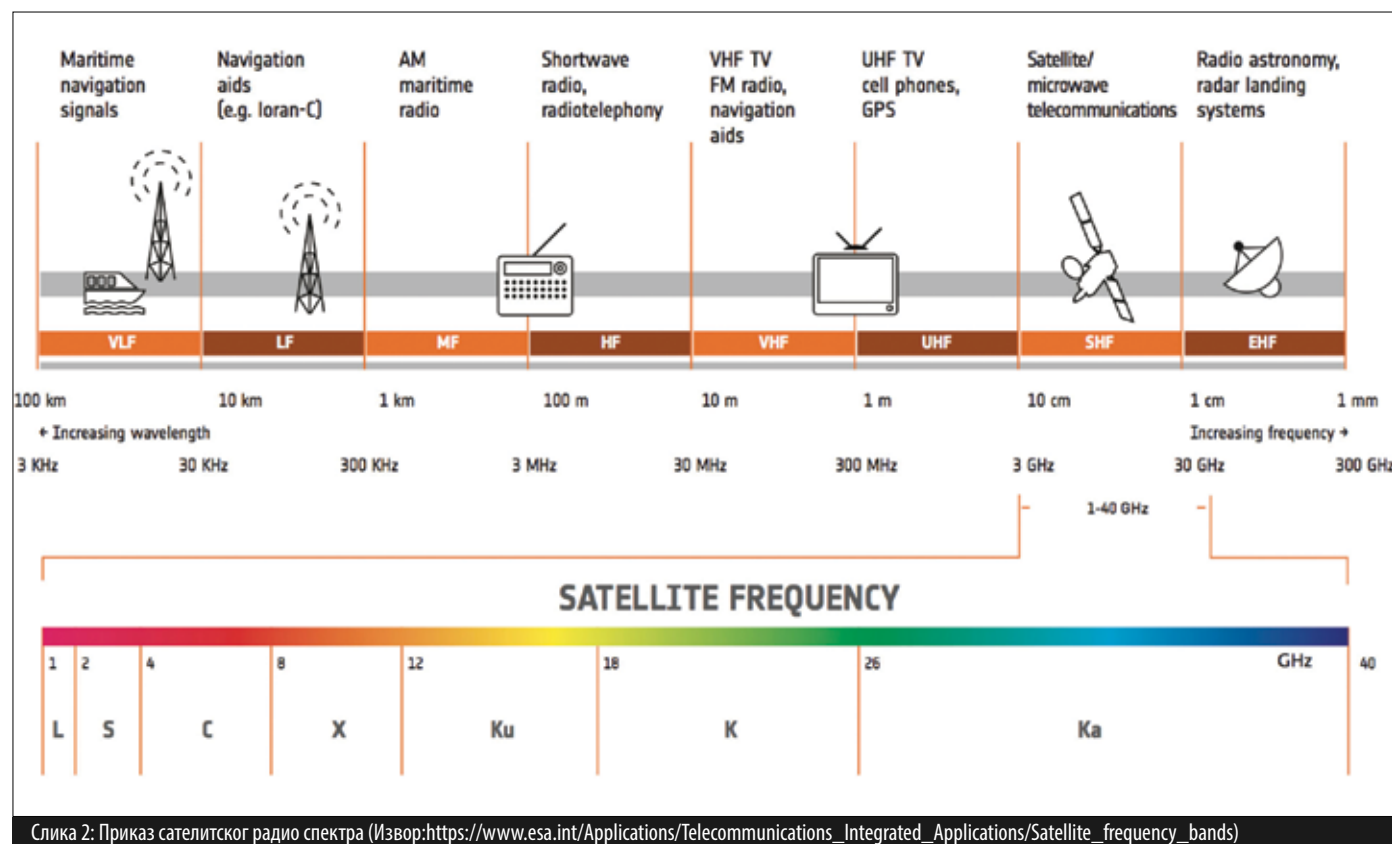 Maritime
navigation
signals
Navigation
aids
(e.g. loran-C)
AM
maritime
radio
Shortwave
radio,
radiotelephony
VHF TV
FM radio,
navigation
aids
UHF TV
cell phones,
GPS
Satellite/
microwave
telecommunications
Radio astronomy,
radar landing
systems
VLF LF MF HF VHF UHF SHF EHF
100 km 10 km 1 km 100 m 10 m 1 m 10 cm 1 cm 1 mm
← Increasing wavelength Increasing frequency →
3 KHz 30 KHz 300 KHz 3 MHz 30 MHz 300 MHz 3 GHz 30 GHz 300 GHz
1-40 GHz
SATELLITE FREQUENCY
1 2 4 8 12 18 26 GHz 40
L S C X Ku K Ka
Слика 2: Приказ сателитског радио спектра (Извор:https://www.esa.int/Applications/Telecommunications_Integrated_Applications/Satellite_frequency_bands)